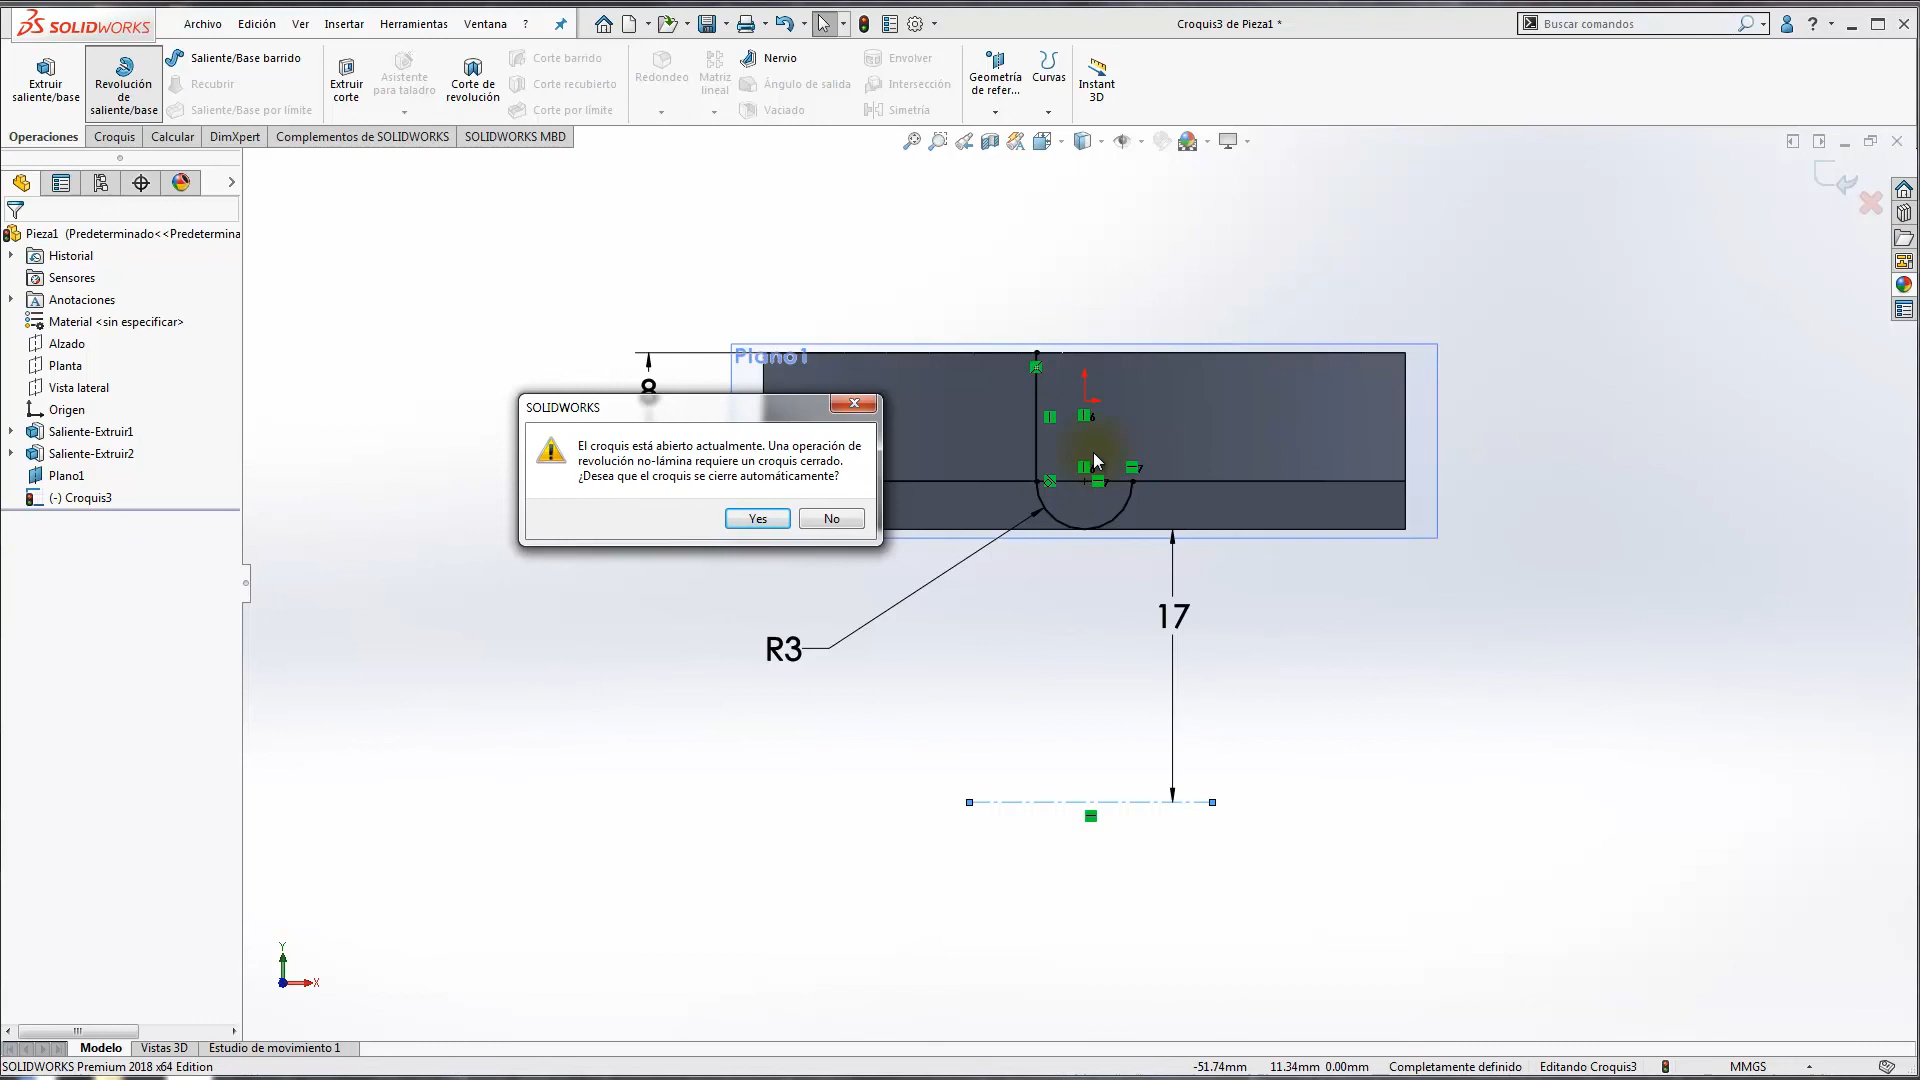 SOLIDWORKS
Archivo
Edición
Ver
Insertar
Herramientas
Ventana
?
Croquis3 de Pieza1 *
Buscar comandos
?
Extruir
saliente/base
Revolución
de
saliente/base
Saliente/Base barrido
Recubrir
Saliente/Base por límite
Extruir
corte
Asistente
para taladro
Corte de
revolución
Corte barrido
Corte recubierto
Corte por límite
Redondeo
Matriz
lineal
Nervio
Ángulo de salida
Vaciado
Envolver
Intersección
Simetría
Geometría
de refer...
Curvas
Instant
3D
Operaciones
Croquis
Calcular
DimXpert
Complementos de SOLIDWORKS
SOLIDWORKS MBD
Pieza1 (Predeterminado<<Predetermina
Historial
Sensores
Anotaciones
Material <sin especificar>
Alzado
Planta
Vista lateral
Origen
Saliente-Extruir1
Saliente-Extruir2
Plano1
(-) Croquis3
Plano1
8
6
7
7
SOLIDWORKS
El croquis está abierto actualmente. Una operación de
revolución no-lámina requiere un croquis cerrado.
¿Desea que el croquis se cierre automáticamente?
Yes
No
R3
17
Y
X
Modelo
Vistas 3D
Estudio de movimiento 1
SOLIDWORKS Premium 2018 x64 Edition
-51.74mm
11.34mm
0.00mm
Completamente definido
Editando Croquis3
MMGS